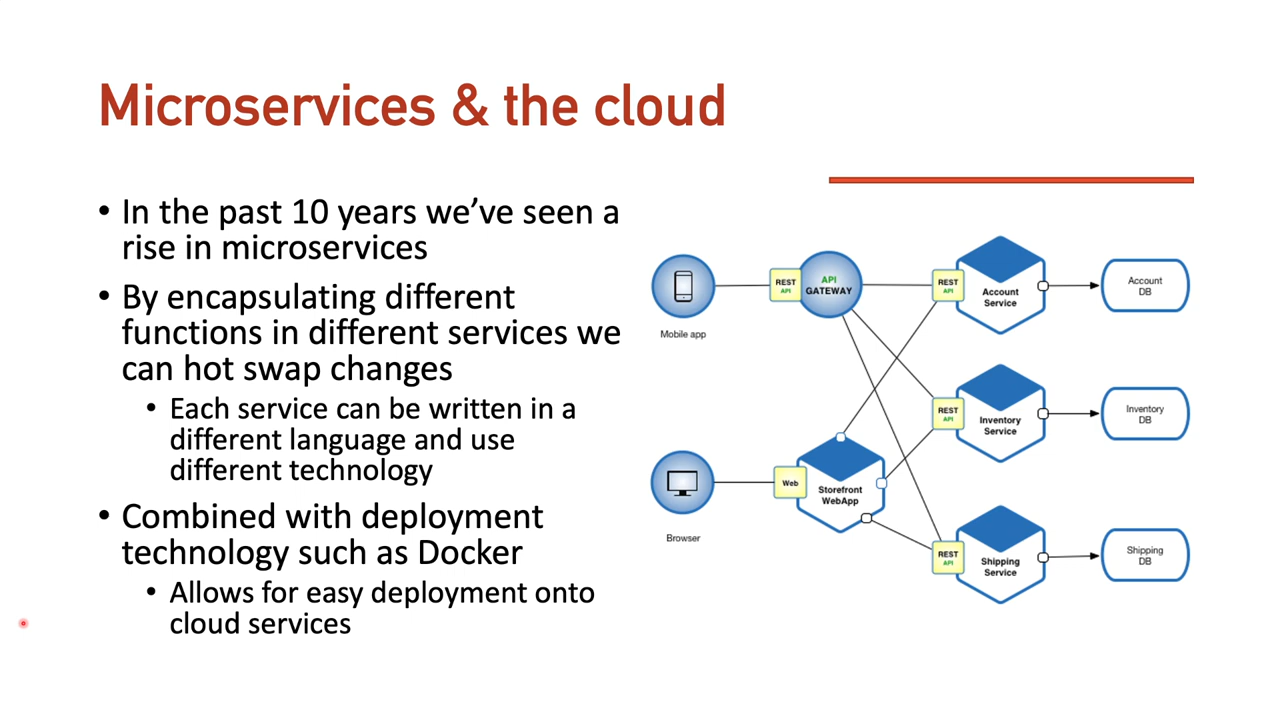 Microservices & the cloud
• In the past 10 years we’ve seen a
rise in microservices
• By encapsulating different
functions in different services we
can hot swap changes
• Each service can be written in a
different language and use
different technology
• Combined with deployment
technology such as Docker
• Allows for easy deployment onto
cloud services
Mobile app
REST
API
API
GATEWAY
REST
API
Account
Service
Account
DB
REST
API
Inventory
Service
Inventory
DB
Browser
Web
Storefront
WebApp
REST
API
Shipping
Service
Shipping
DB